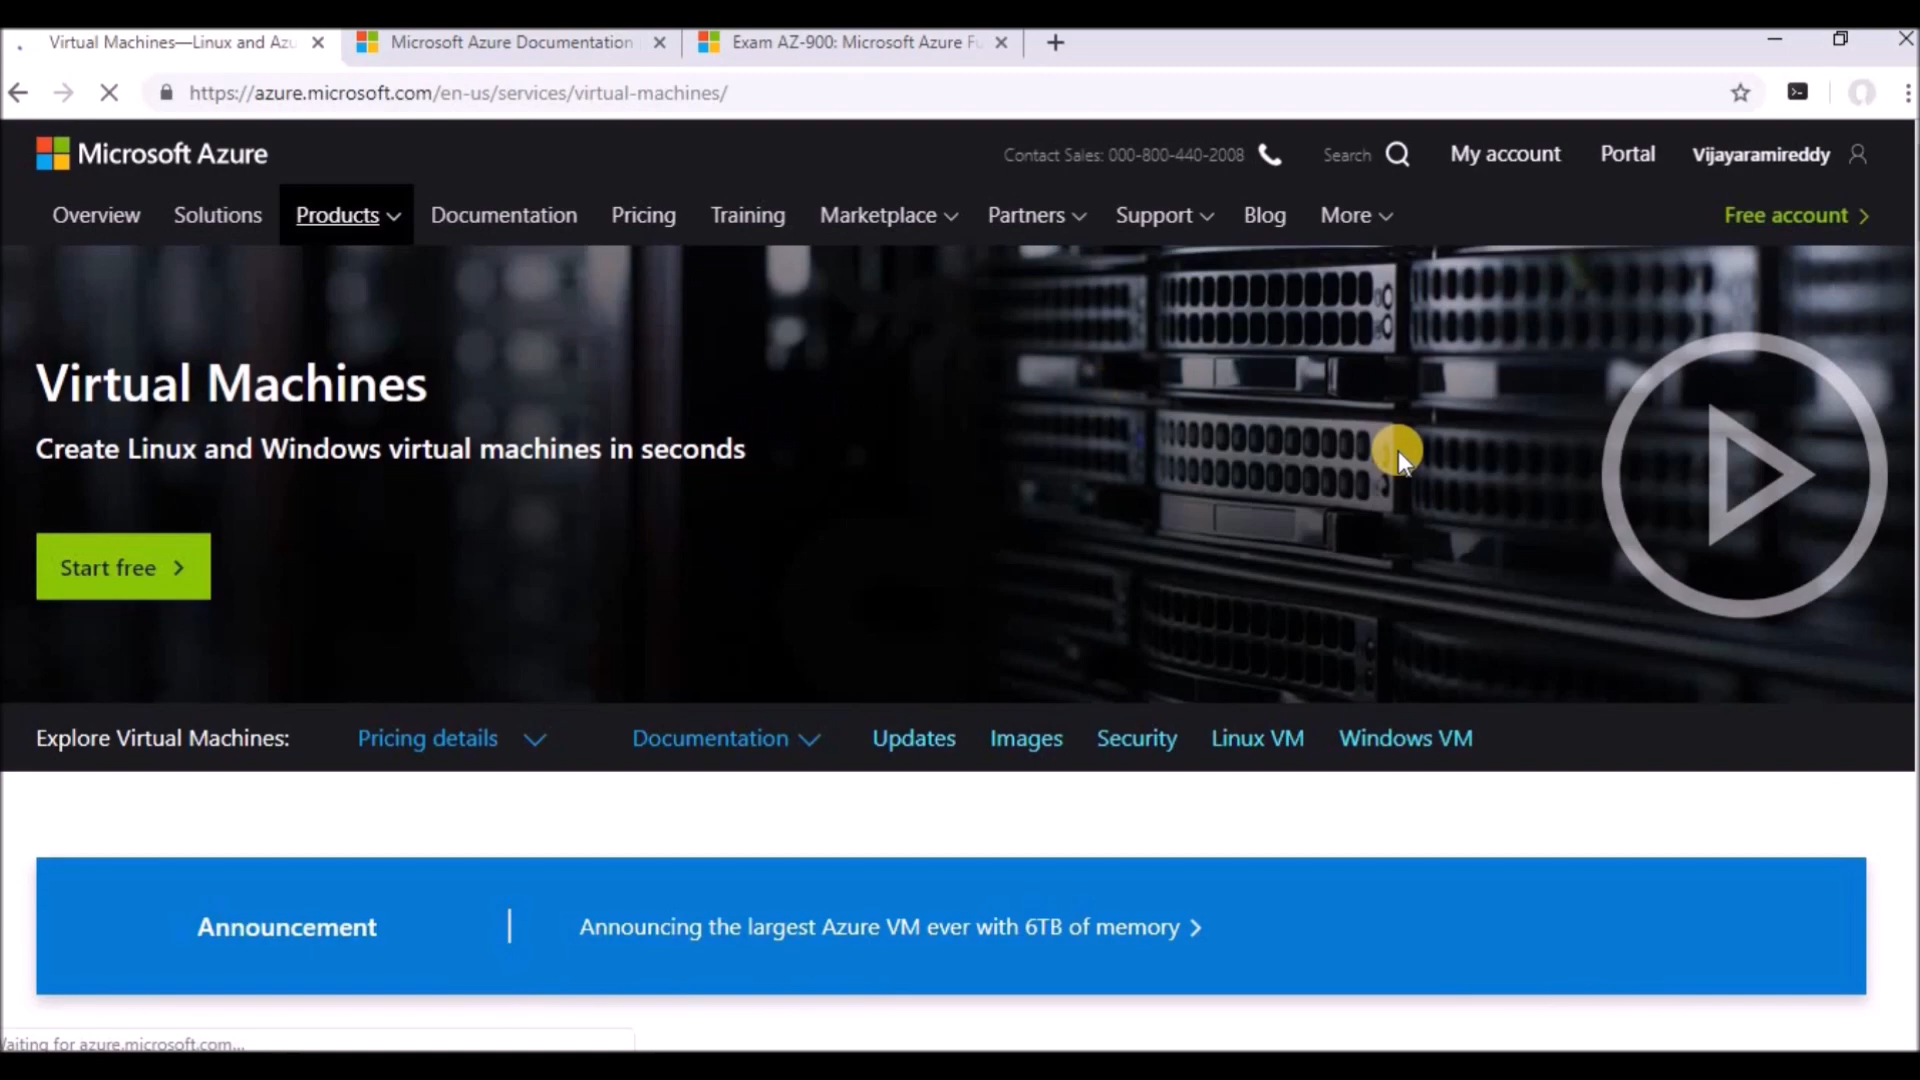 Virtual Machines—Linux and Azu
Microsoft Azure Documentation
Exam AZ-900: Microsoft Azure Fu
https://azure.microsoft.com/en-us/services/virtual-machines/
Microsoft Azure
Contact Sales: 000-800-440-2008
Search
My account
Portal
Vijayaramireddy
Overview
Solutions
Products
Documentation
Pricing
Training
Marketplace
Partners
Support
Blog
More
Free account
Virtual Machines
Create Linux and Windows virtual machines in seconds
Start free
Explore Virtual Machines:
Pricing details
Documentation
Updates
Images
Security
Linux VM
Windows VM
Announcement
Announcing the largest Azure VM ever with 6TB of memory
aiting for azure.microsoft.com...